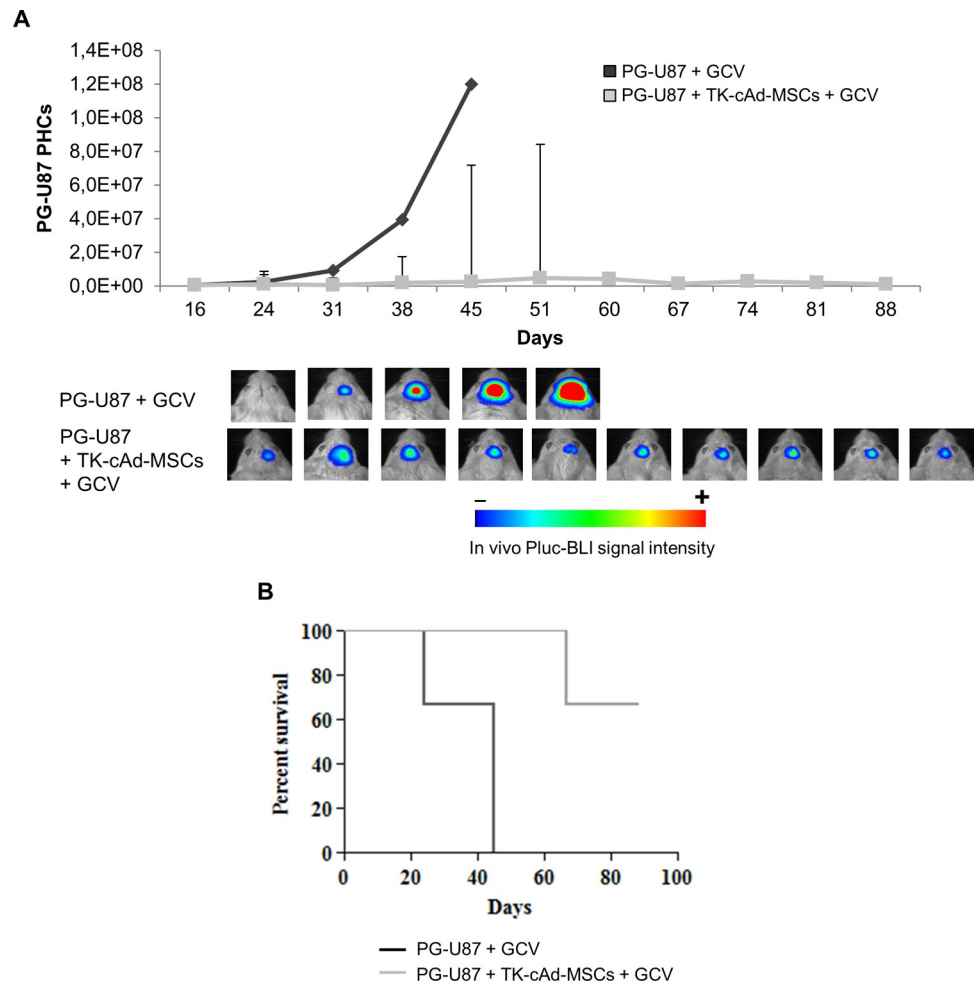 A
1,4E+08
1,2E+08
1,0E+08
8,0E+07
6,0E+07
4,0E+07
2,0E+07
0,0E+00
PG-U87 PHCs
PG-U87 + GCV
PG-U87 + TK-cAd-MSCs + GCV
16 24 31 38 45 51 60 67 74 81 88
Days
PG-U87 + GCV
PG-U87
+ TK-cAd-MSCs
+ GCV
– +
In vivo Pluc-BLI signal intensity
B
100
80
60
40
20
0
Percent survival
0 20 40 60 80 100
Days
PG-U87 + GCV
PG-U87 + TK-cAd-MSCs + GCV